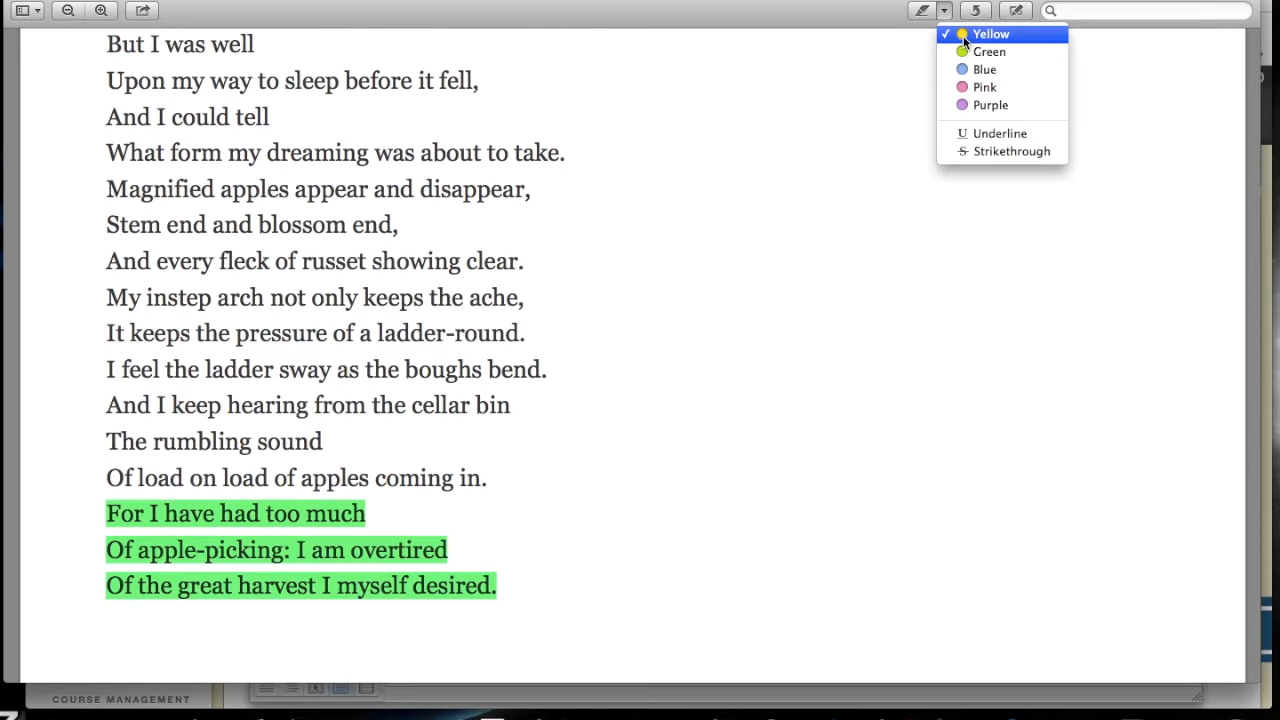 Yellow
Green
Blue
Pink
Purple
U Underline
S Strikethrough
But I was well
Upon my way to sleep before it fell,
And I could tell
What form my dreaming was about to take.
Magnified apples appear and disappear,
Stem end and blossom end,
And every fleck of russet showing clear.
My instep arch not only keeps the ache,
It keeps the pressure of a ladder-round.
I feel the ladder sway as the boughs bend.
And I keep hearing from the cellar bin
The rumbling sound
Of load on load of apples coming in.
For I have had too much
Of apple-picking: I am overtired
Of the great harvest I myself desired.
COURSE MANAGEMENT